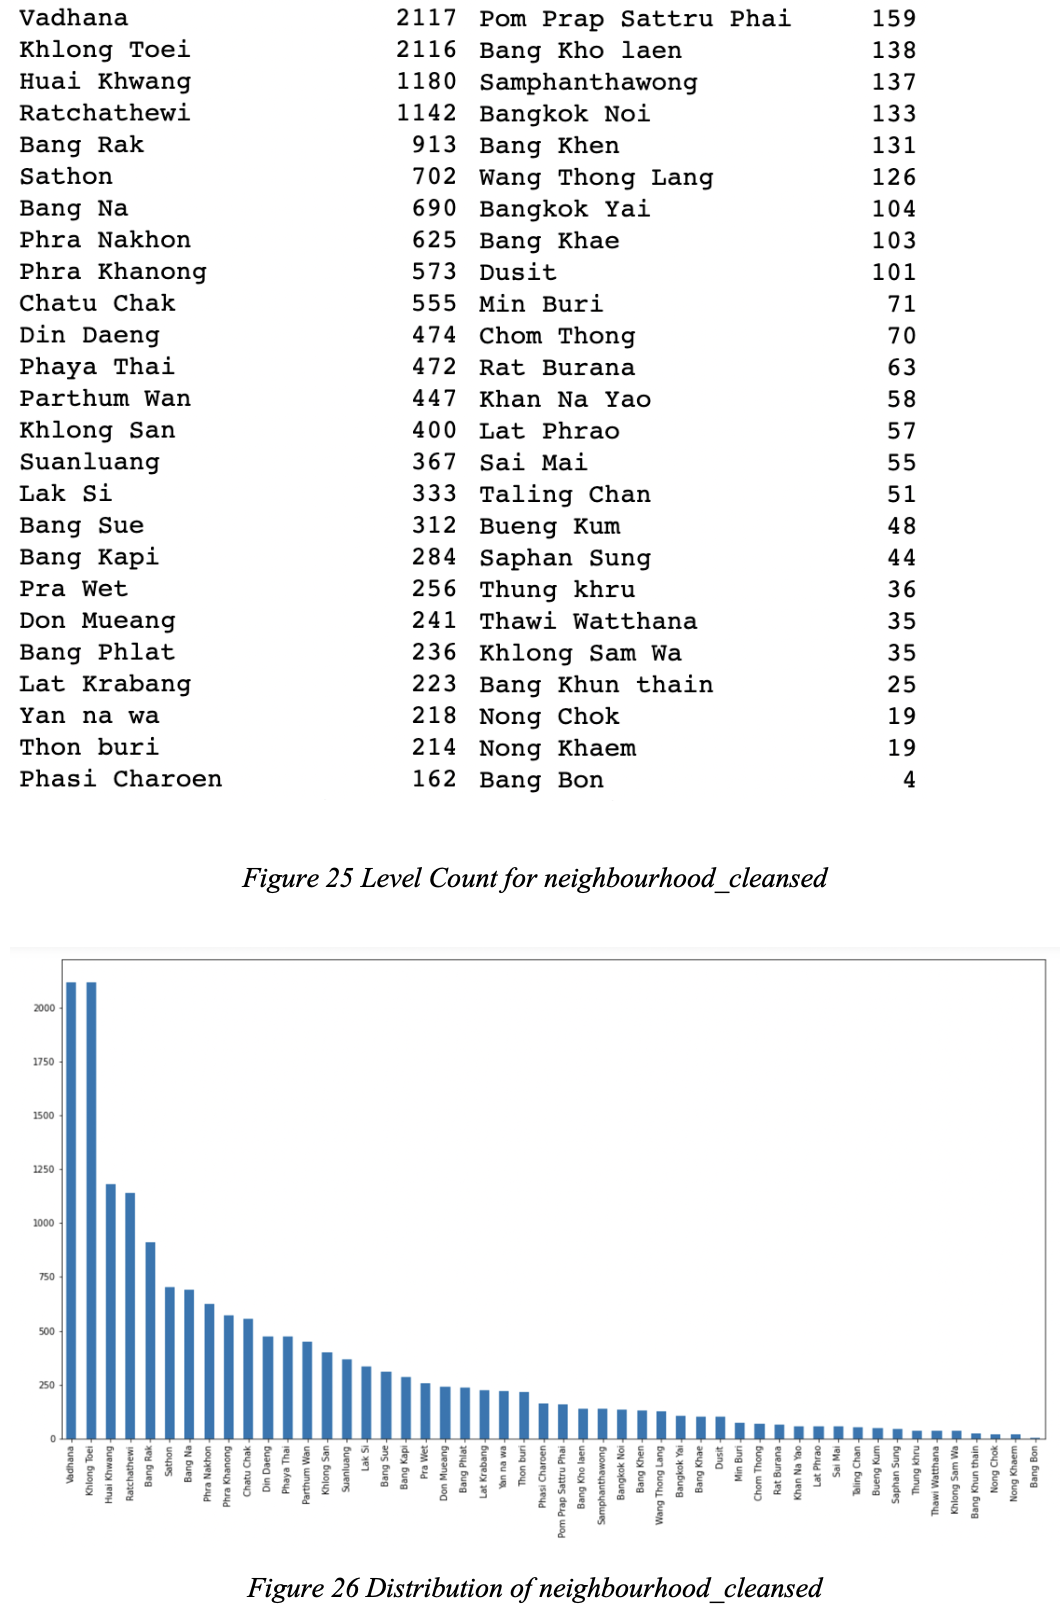 Vadhana 2117 Pom Prap Sattru Phai 159
Khlong Toei 2116 Bang Kho laen 138
Huai Khwang 1180 Samphanthawong 137
Ratchathewi 1142 Bangkok Noi 133
Bang Rak 913 Bang Khen 131
Sathon 702 Wang Thong Lang 126
Bang Na 690 Bangkok Yai 104
Phra Nakhon 625 Bang Khae 103
Phra Khanong 573 Dusit 101
Chatu Chak 555 Min Buri 71
Din Daeng 474 Chom Thong 70
Phaya Thai 472 Rat Burana 63
Parthum Wan 447 Khan Na Yao 58
Khlong San 400 Lat Phrao 57
Suanluang 367 Sai Mai 55
Lak Si 333 Taling Chan 51
Bang Sue 312 Bueng Kum 48
Bang Kapi 284 Saphan Sung 44
Pra Wet 256 Thung khru 36
Don Mueang 241 Thawi Watthana 35
Bang Phlat 236 Khlong Sam Wa 35
Lat Krabang 223 Bang Khun thain 25
Yan na wa 218 Nong Chok 19
Thon buri 214 Nong Khaem 19
Phasi Charoen 162 Bang Bon 4
Figure 25 Level Count for neighbourhood_cleansed
2000
1750
1500
1250
1000
750
500
250
0
Vadhana
Khlong Toei
Huai Khwang
Ratchathewi
Bang Rak
Sathon
Bang Na
Phra Nakhon
Phra Khanong
Chatu Chak
Din Daeng
Phaya Thai
Parthum Wan
Khlong San
Suanluang
Lak Si
Bang Sue
Bang Kapi
Pra Wet
Don Mueang
Bang Phlat
Lat Krabang
Yan na wa
Thon buri
Phasi Charoen
Pom Prap Sattru Phai
Bang Kho laen
Samphanthawong
Bangkok Noi
Bang Khen
Wang Thong Lang
Bangkok Yai
Bang Khae
Dusit
Min Buri
Chom Thong
Rat Burana
Khan Na Yao
Lat Phrao
Sai Mai
Taling Chan
Bueng Kum
Saphan Sung
Thung khru
Thawi Watthana
Khlong Sam Wa
Bang Khun thain
Nong Chok
Nong Khaem
Bang Bon
Figure 26 Distribution of neighbourhood_cleansed